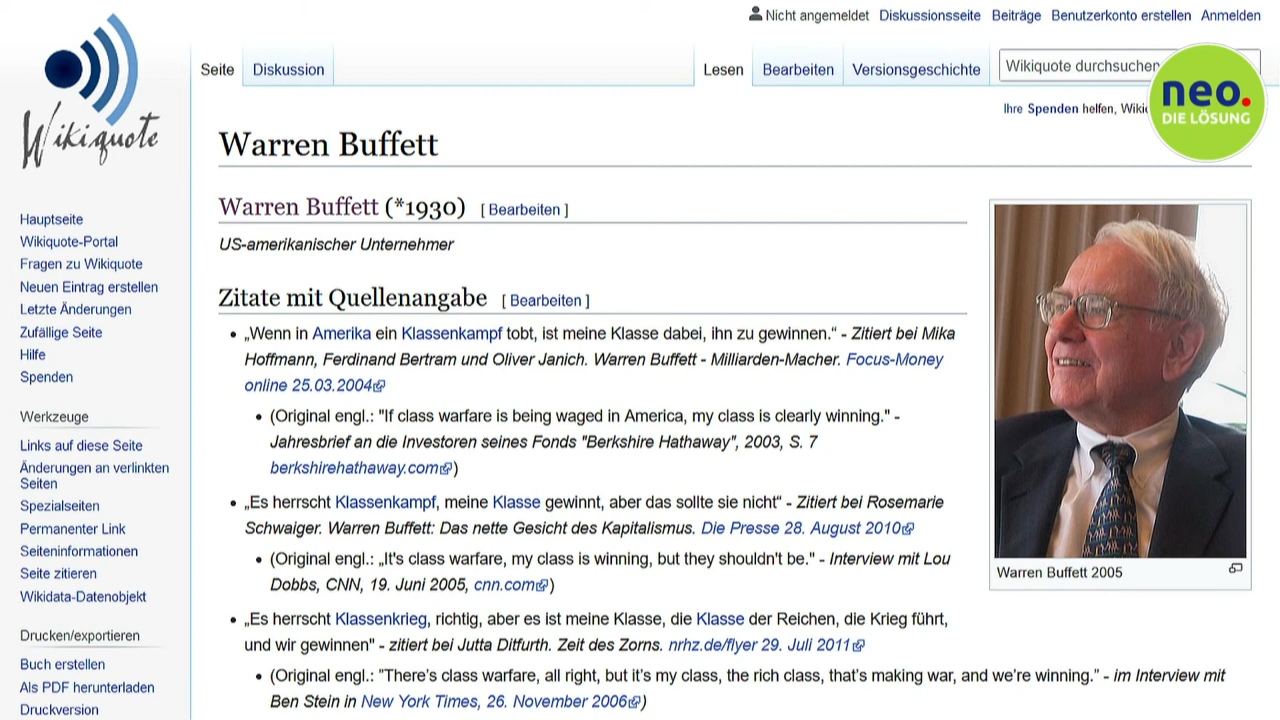 Nicht angemeldet Diskussionsseite Beiträge Benutzerkonto erstellen Anmelden
Seite Diskussion Lesen Bearbeiten Versionsgeschichte Wikiquote durchsuchen
neo.
DIE LÖSUNG
Ihre Spenden helfen,
Wikiquote
Warren Buffett
Warren Buffett (*1930) [ Bearbeiten ]
US-amerikanischer Unternehmer
Zitate mit Quellenangabe [ Bearbeiten ]
• „Wenn in Amerika ein Klassenkampf tobt, ist meine Klasse dabei, ihn zu gewinnen.“ - Zitiert bei Mika
Hoffmann, Ferdinand Bertram und Oliver Janich. Warren Buffett - Milliarden-Macher. Focus-Money
online 25.03.2004
• (Original engl.: "If class warfare is being waged in America, my class is clearly winning." -
Jahresbrief an die Investoren seines Fonds "Berkshire Hathaway", 2003, S. 7
berkshirehathaway.com)
• „Es herrscht Klassenkampf, meine Klasse gewinnt, aber das sollte sie nicht“ - Zitiert bei Rosemarie
Schwaiger. Warren Buffett: Das nette Gesicht des Kapitalismus. Die Presse 28. August 2010
• (Original engl.: „It's class warfare, my class is winning, but they shouldn't be." - Interview mit Lou
Dobbs, CNN, 19. Juni 2005, cnn.com)
• „Es herrscht Klassenkrieg, richtig, aber es ist meine Klasse, die Klasse der Reichen, die Krieg führt,
und wir gewinnen" - zitiert bei Jutta Ditfurth. Zeit des Zorns. nrhz.de/flyer 29. Juli 2011
• (Original engl.: "There’s class warfare, all right, but it’s my class, the rich class, that’s making war, and we’re winning.” - im Interview mit
Ben Stein in New York Times, 26. November 2006)
Warren Buffett 2005
Hauptseite
Wikiquote-Portal
Fragen zu Wikiquote
Neuen Eintrag erstellen
Letzte Änderungen
Zufällige Seite
Hilfe
Spenden
Werkzeuge
Links auf diese Seite
Änderungen an verlinkten
Seiten
Spezialseiten
Permanenter Link
Seiteninformationen
Seite zitieren
Wikidata-Datenobjekt
Drucken/exportieren
Buch erstellen
Als PDF herunterladen
Druckversion